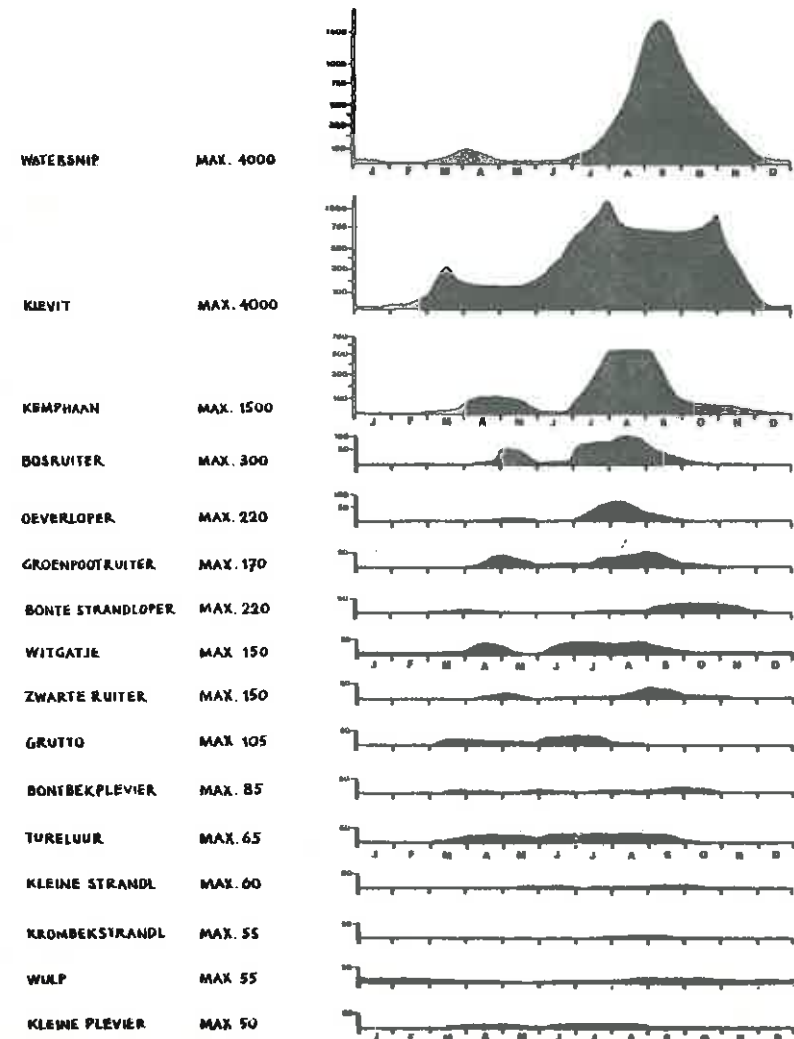 WATERSNIP MAX. 4000
J F M A M J J A S N D
KIEVIT MAX. 4000
KEMPHAAN MAX. 1500
J F M A M J J A S O N D
BOSRUITER MAX. 300
OEVERLOPER MAX. 220
GROENPOOTRUITER MAX. 170
BONTE STRANDLOPER MAX. 220
WITGATJE MAX 150
J F M A M J J A S O N D
ZWARTE RUITER MAX. 150
GRUTTO MAX 105
BONTBEKPLEVIER MAX. 85
TURELUUR MAX. 65
J F M A M J J A S O N D
KLEINE STRANDL MAX. 60
KROMBEKSTRANDL MAX. 55
WULP MAX 55
KLEINE PLEVIER MAX 50